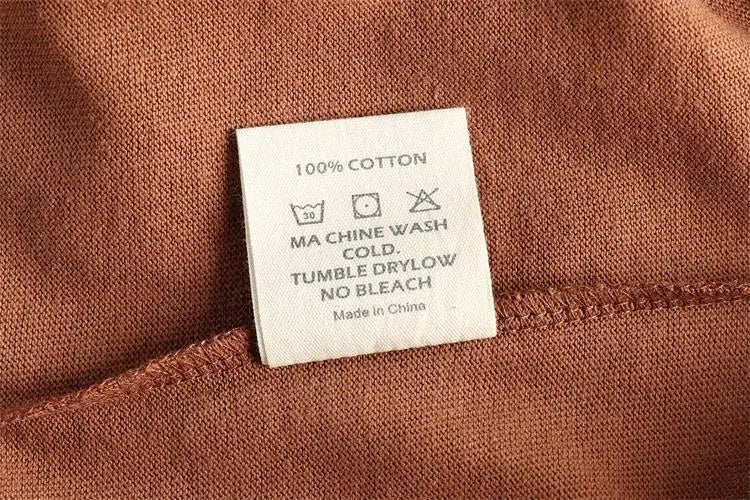 100% COTTON
30
MA CHINE WASH
COLD.
TUMBLE DRYLOW
NO BLEACH
Made in China